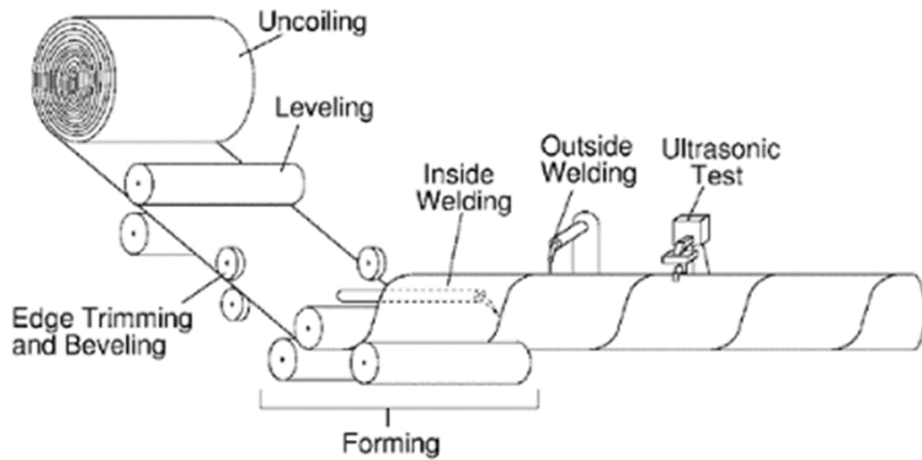 Uncoiling
Leveling
Inside
Welding
Outside
Welding
Ultrasonic
Test
Edge Trimming
and Beveling
Forming